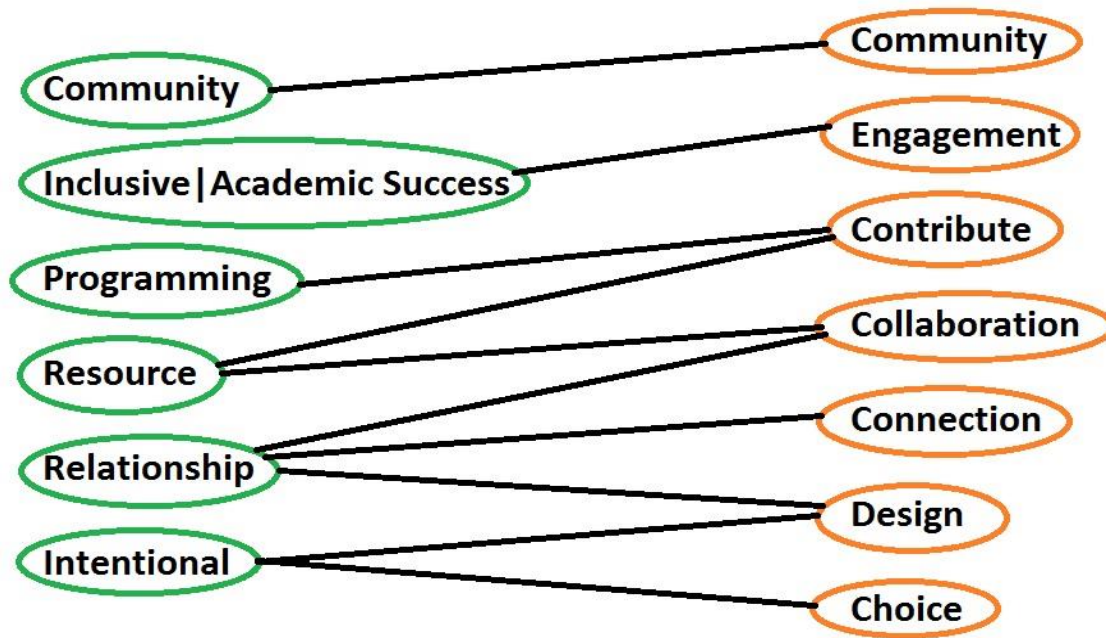 Community
Inclusive|Academic Success
Programming
Resource
Relationship
Intentional
Community
Engagement
Contribute
Collaboration
Connection
Design
Choice